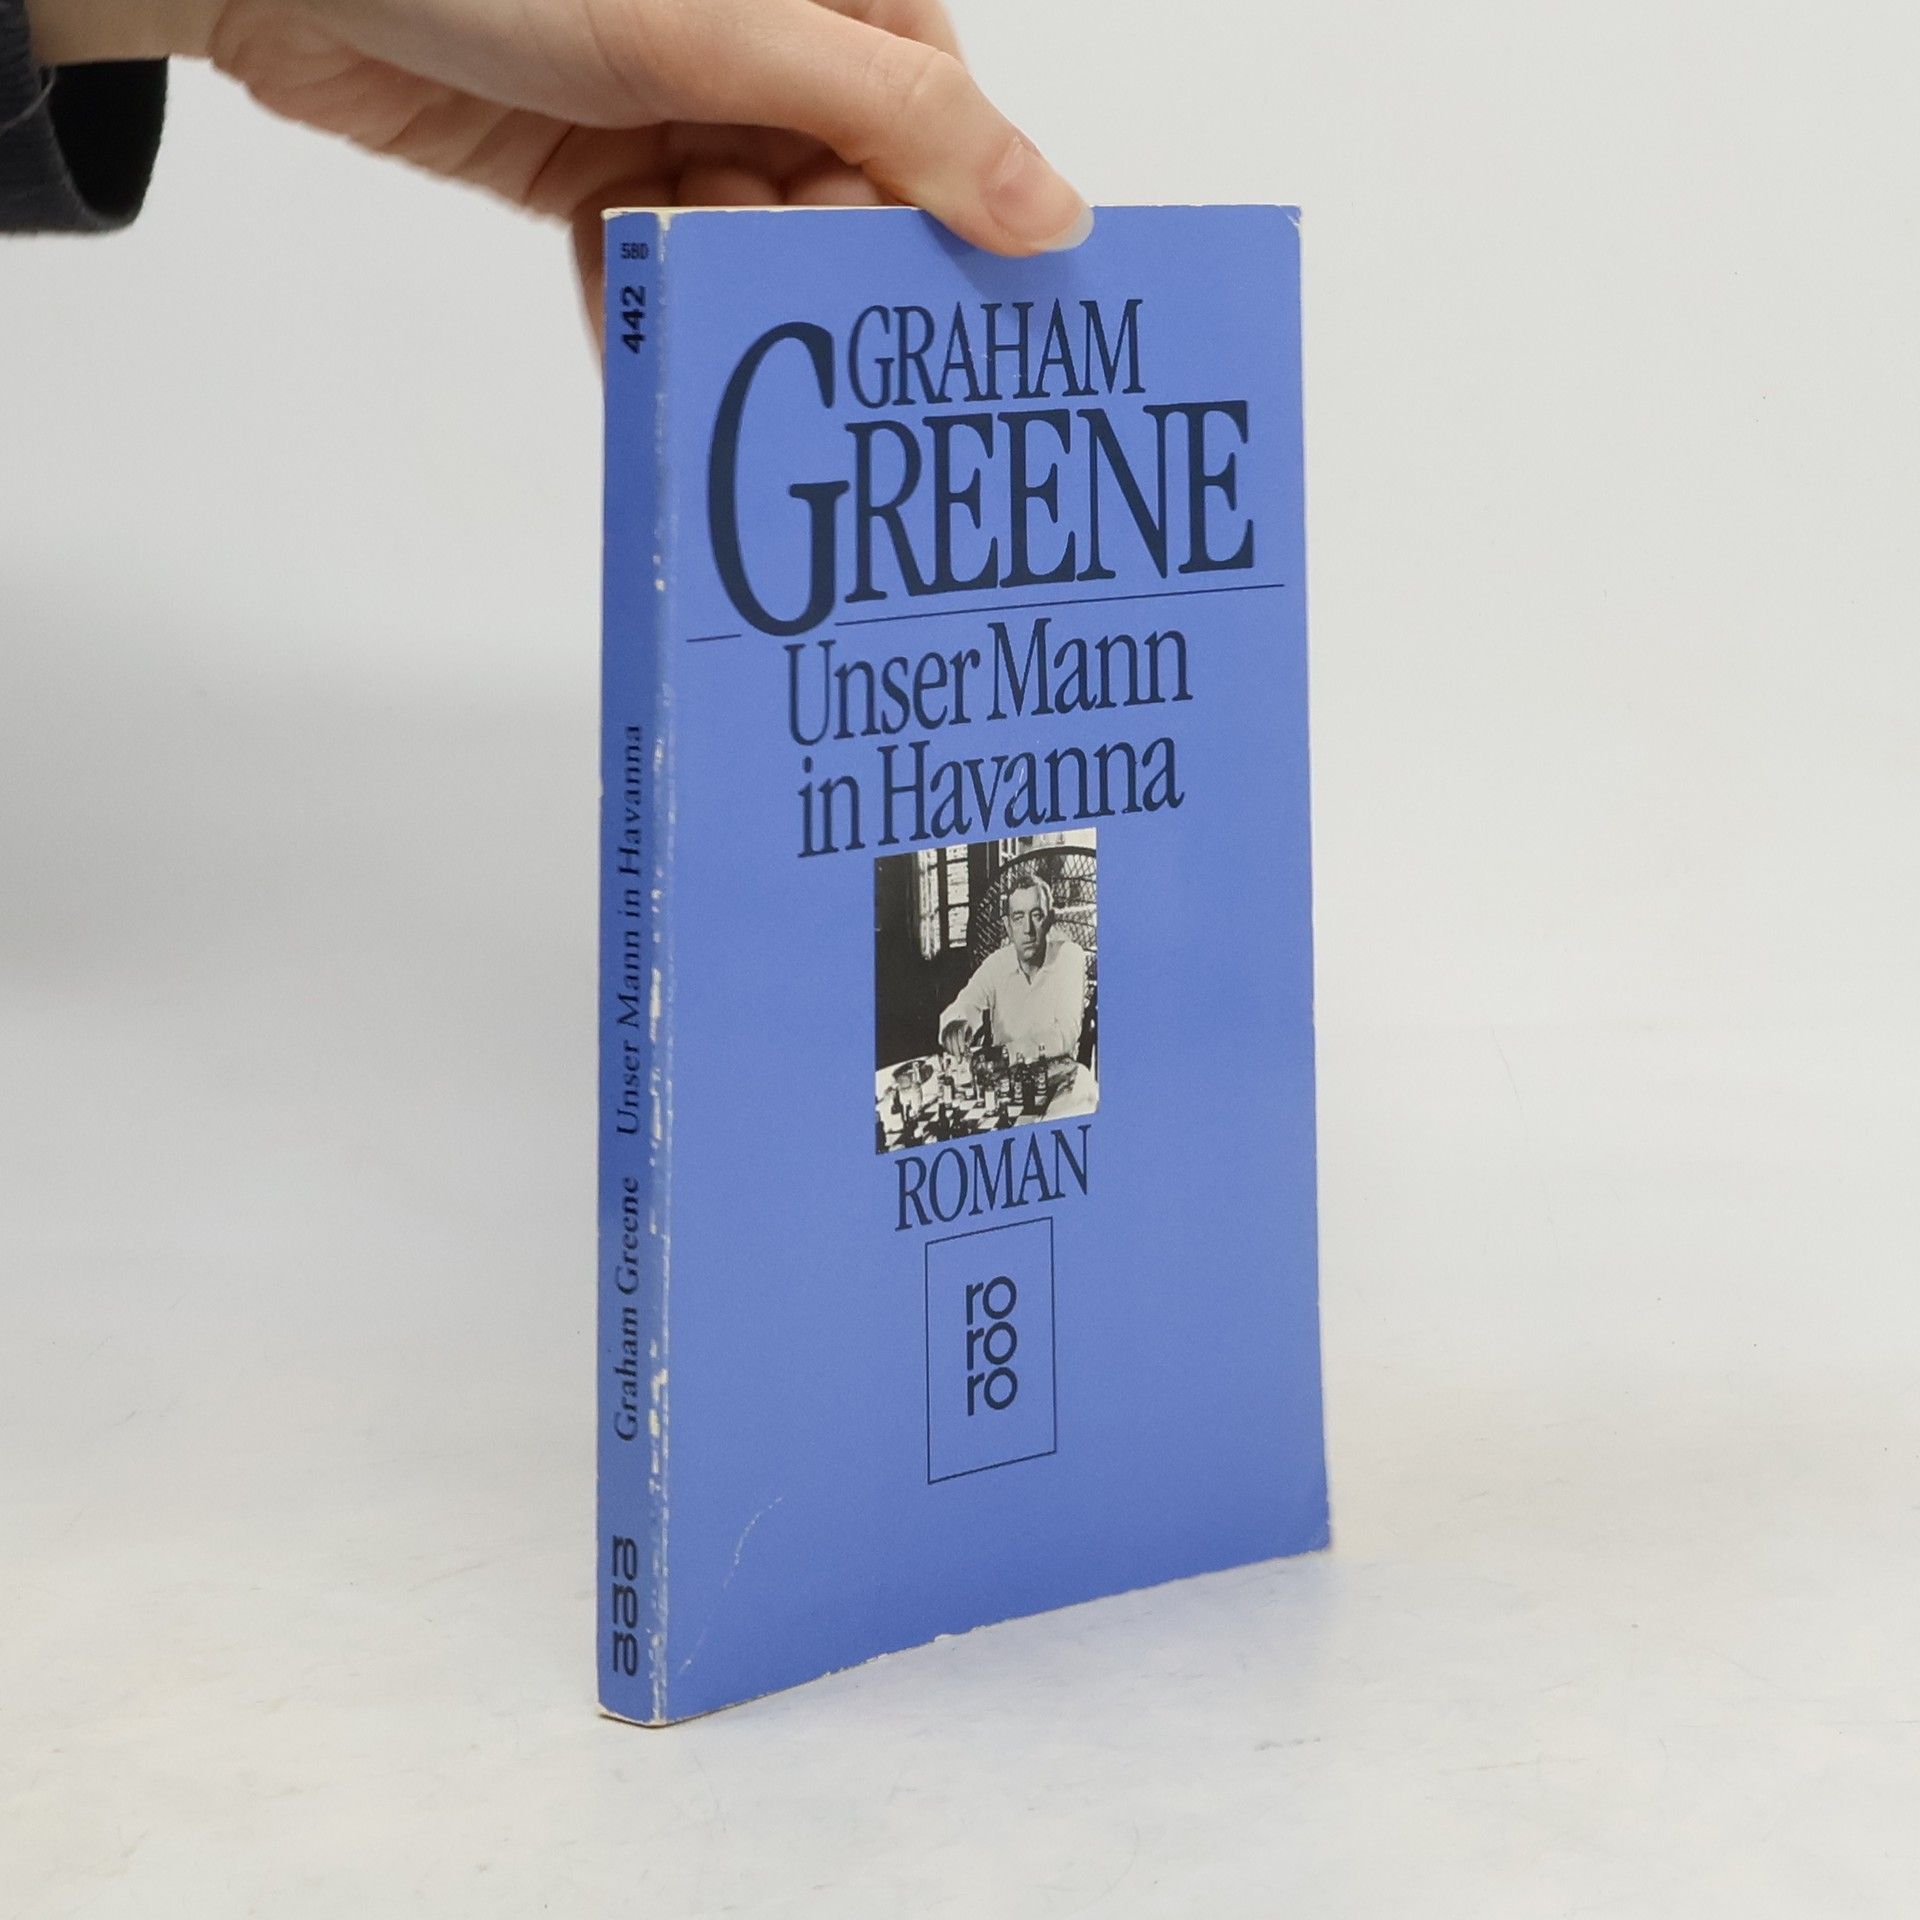 580
442
Graham Greene Unser Mann in Havanna
ro
ro
ro
GRAHAM
GREENE
Unser Mann
in Havanna
ROMAN
ro
ro
ro